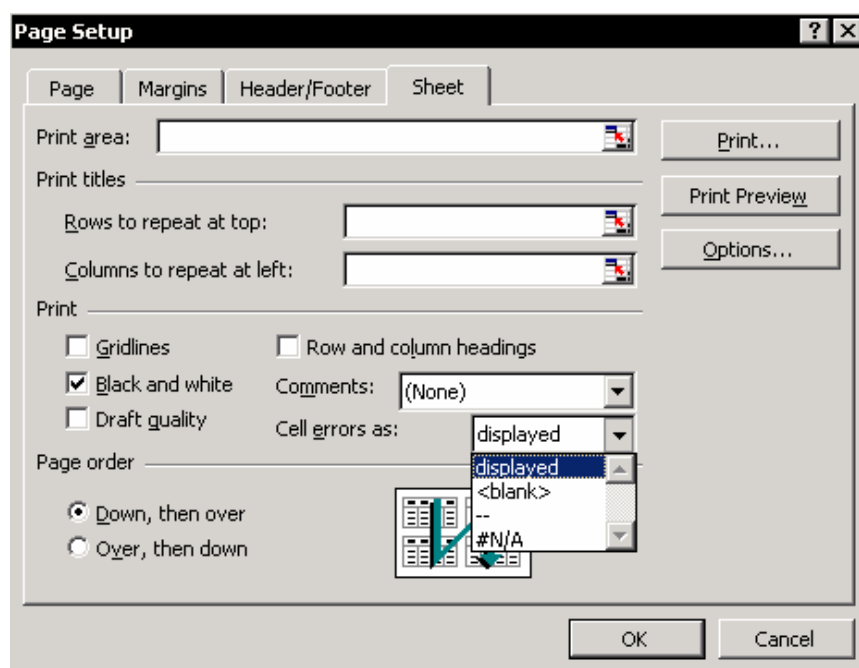 Page Setup
Page Margins Header/Footer Sheet
Print area:
Print...
Print titles
Print Preview
Rows to repeat at top:
Options...
Columns to repeat at left:
Print
Gridlines Row and column headings
Black and white Comments: (None)
Draft quality Cell errors as: displayed
displayed
<blank>
--
#N/A
Page order
Down, then over
Over, then down
OK Cancel